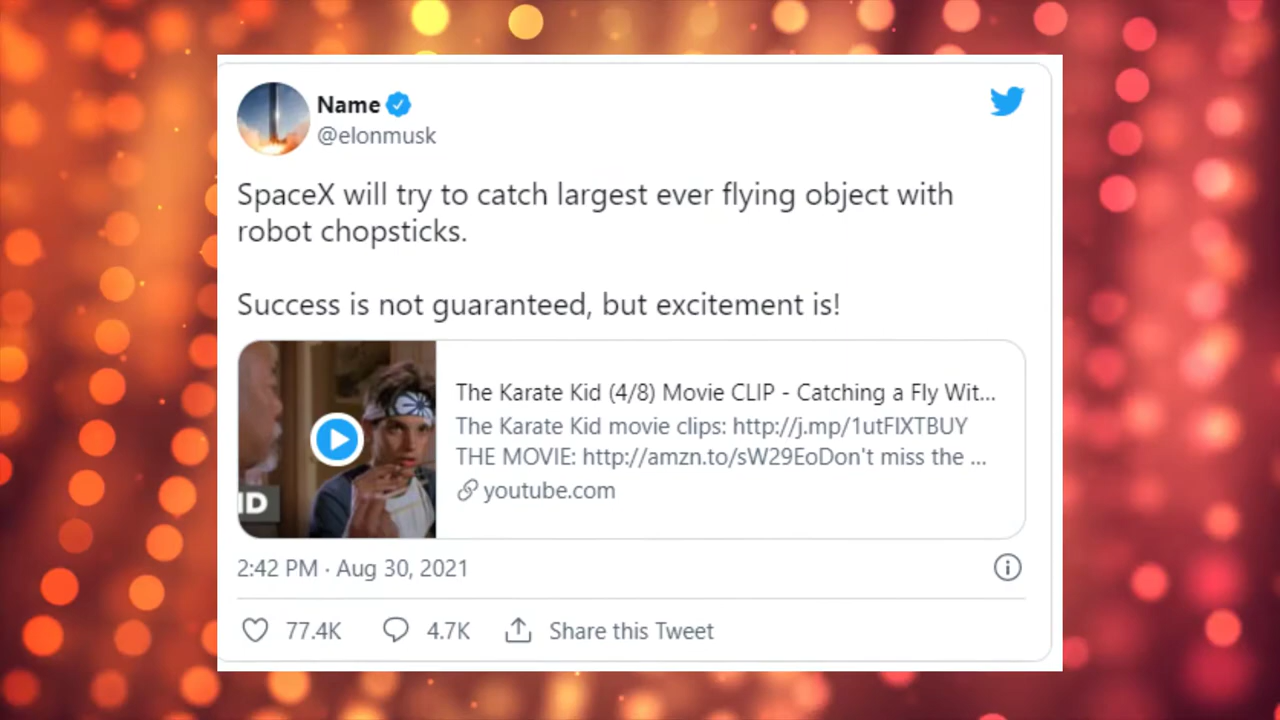 Name
@elonmusk
SpaceX will try to catch largest ever flying object with
robot chopsticks.
Success is not guaranteed, but excitement is!
The Karate Kid (4/8) Movie CLIP - Catching a Fly Wit...
The Karate Kid movie clips: http://j.mp/1utFIXTBUY
THE MOVIE: http://amzn.to/sW29EoDon't miss the ...
ID
youtube.com
2:42 PM · Aug 30, 2021
77.4K 4.7K Share this Tweet